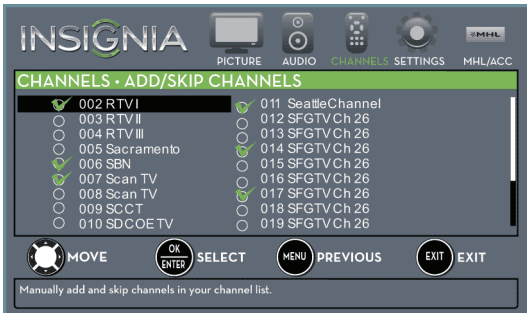 INSIGNIA
PICTURE AUDIO CHANNELS SETTINGS MHL MHL/ACC
CHANNELS • ADD/SKIP CHANNELS
002 RTV I
003 RTV II
004 RTV III
005 Sacramento
006 SBN
007 Scan TV
008 Scan TV
009 SCCT
010 SDCOETV
011 SeattleChannel
012 SFGTV Ch 26
013 SFGTV Ch 26
014 SFGTV Ch 26
015 SFGTV Ch 26
016 SFGTV Ch 26
017 SFGTV Ch 26
018 SFGTV Ch 26
019 SFGTV Ch 26
MOVE OK ENTER SELECT MENU PREVIOUS EXIT EXIT
Manually add and skip channels in your channel list.